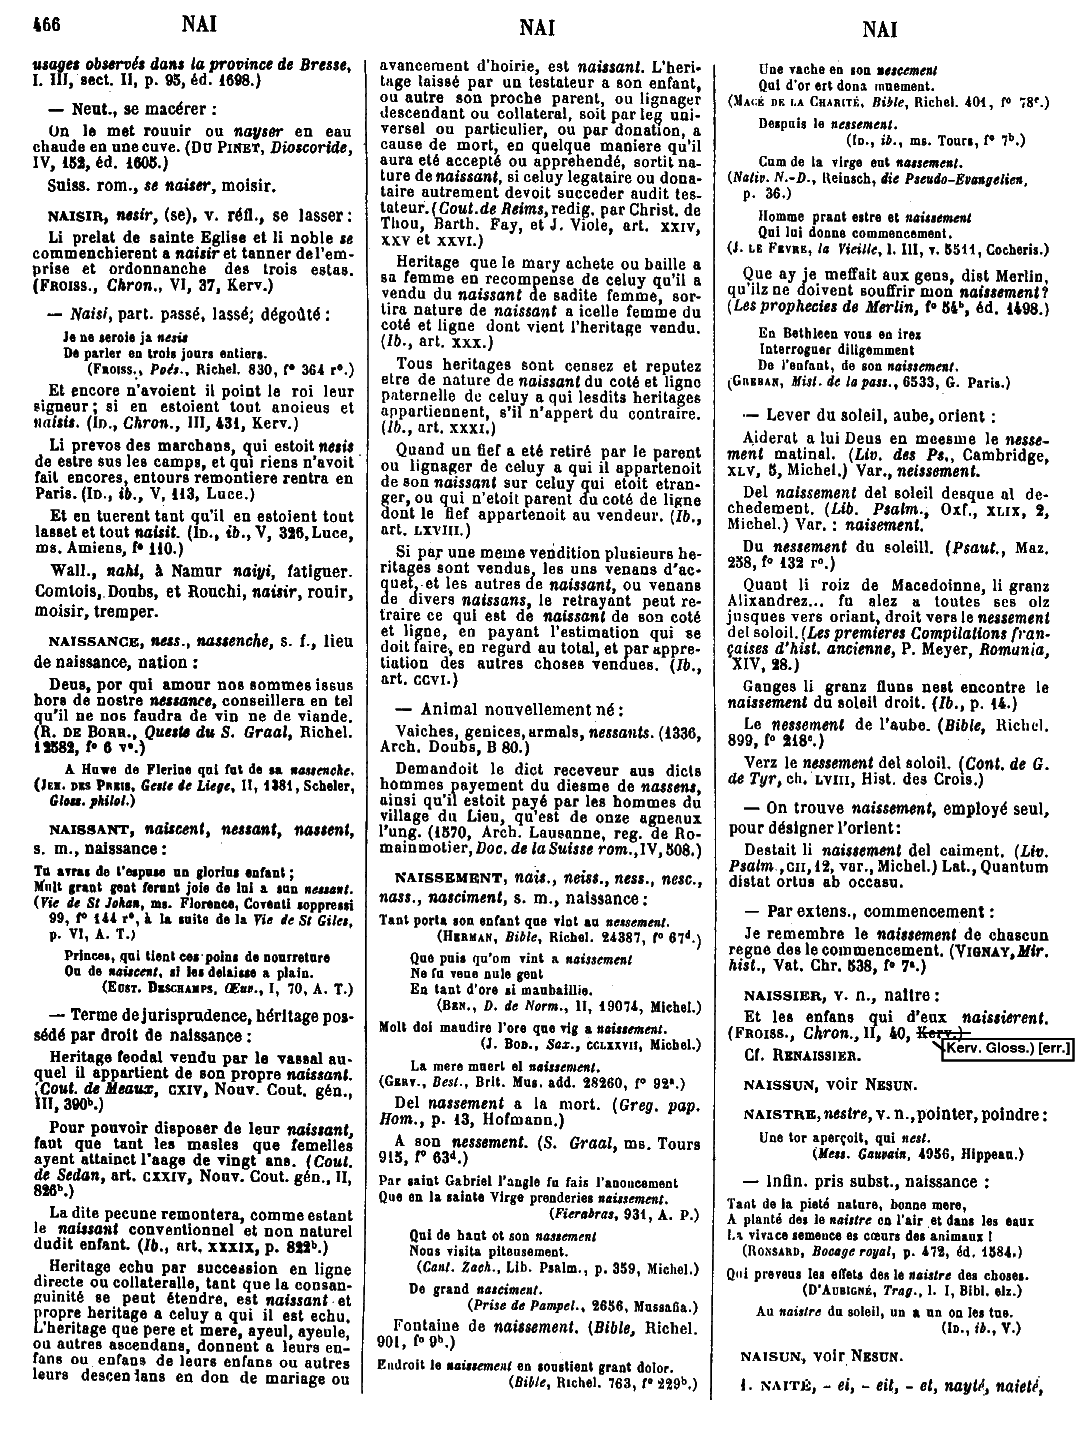 466 NAI
NAI
NAI
usages observés dans la province de Bresse,
l. III, sect. II, p. 95, éd. 1698.)
— Neut., se macérer :
On le met rouuir ou nayser en eau
chaude en une cuve. (DU PINET, Dioscoride,
IV, 152, éd. 1605.)
Suiss. rom., se naiser, moisir.
NAISIR, nesir, (se), v. réfl., se lasser :
Li prelat de sainte Eglise et li noble se
commenchierent a naisir et tanner del'em-
prise et ordonnanche des trois estas.
(FROISS., Chron., VI, 37, Kerv.)
— Naisi, part. passé, lassé; dégoûté :
Je ne seroie ja nesis
De parler en trois jours entiers.
(FROISS., Poés., Richel. 830, f° 364 r°.)
Et encore n'avoient il point le roi leur
signeur; si en estoient tout anoieus et
naisis. (ID., Chron., III, 431, Kerv.)
Li prevos des marchans, qui estoit nesis
de estre sus les camps, et qui riens n'avoit
fait encores, entours remontiere rentra en
Paris. (ID., ib., V, 113, Luce.)
Et en tuerent tant qu'il en estoient tout
lasset et tout naisit. (ID., ib., V, 326, Luce,
ms. Amiens, f° 110.)
Wall., nahi, à Namur naiyi, fatiguer.
Comtois, Doubs, et Rouchi, naisir, rouir,
moisir, tremper.
NAISSANCE, ness., nassenche, s. f., lieu
de naissance, nation :
Deus, por qui amour nos sommes issus
hors de nostre nessance, conseillera en tel
qu'il ne nos faudra de vin ne de viande.
(R. DE BORR., Queste du S. Graal, Richel.
12582, f° 6 v°.)
A Huwe de Flerine qui fut de sa nassenche.
(JEH. DES PREIS, Geste de Liege, II, 1381, Scheler,
Gloss. philol.)
NAISSANT, naiscent, nessant, nassent,
s. m., naissance :
Tu avras de l'espuse un glorius enfant;
Mult grant gent ferunt joie de lui a sun nessant.
(Vie de St Johan, ms. Florence, Coventi soppressi
99, f° 144 r°, à la suite de la Vie de St Giles,
p. VI, A. T.)
Princes, qui tient ces poins de nourreture
Ou de naiscent, si les delaisse a plain.
(EUST. DESCHAMPS, Œuv., I, 70, A. T.)
— Terme de jurisprudence, héritage pos-
sédé par droit de naissance :
Heritage feodal vendu par le vassal au-
quel il appartient de son propre naissant.
(Cout. de Meaux, CXIV, Nouv. Cout. gén.,
III, 390ᵇ.)
Pour pouvoir disposer de leur naissant,
faut que tant les masles que femelles
ayent attainct l'aage de vingt ans. (Cout.
de Sedan, art. CXXIV, Nouv. Cout. gén., II,
826ᵇ.)
La dite pecune remontera, comme estant
le naissant conventionel et non naturel
dudit enfant. (Ib., art. XXXIX, p. 822ᵇ.)
Heritage echu par succession en ligne
directe ou collateralle, tant que la consan-
guinité se peut étendre, est naissant et
propre heritage a celuy a qui il est echu.
L'heritage que pere et mere, ayeul, ayeule,
ou autres ascendans, donnent a leurs en-
fans ou enfans de leurs enfans ou autres
leurs descendans en don de mariage ou
avancement d'hoirie, est naissant. L'heri-
tage laissé par un testateur a son enfant,
ou autre son proche parent, ou lignager
descendant ou collateral, soit par leg uni-
versel ou particulier, ou par donation, a
cause de mort, en quelque maniere qu'il
aura eté accepté ou apprehendé, sortit na-
ture de naissant, si celuy legataire ou dona-
taire autrement devoit succeder audit tes-
tateur. (Cout. de Reims, redig. par Christ. de
Thou, Barth. Fay, et J. Viole, art. XXIV,
XXV et XXVI.)
Heritage que le mary achete ou baille a
sa femme en recompense de celuy qu'il a
vendu du naissant de sadite femme, sor-
tira nature de naissant a icelle femme du
coté et ligne dont vient l'heritage vendu.
(Ib., art. XXX.)
Tous heritages sont censez et reputez
etre de nature de naissant du coté et ligne
paternelle de celuy a qui lesdits heritages
appartiennent, s'il n'appert du contraire.
(Ib., art. XXXI.)
Quand un fief a eté retiré par le parent
ou lignager de celuy a qui il appartenoit
de son naissant sur celuy qui etoit etran-
ger, ou qui n'etoit parent du coté de ligne
dont le fief appartenoit au vendeur. (Ib.,
art. LXVIII.)
Si par une meme vendition plusieurs he-
ritages sont vendus, les uns venans d'ac-
quet, et les autres de naissant, ou venans
de divers naissans, le retrayant peut re-
traire ce qui est de naissant de son coté
et ligne, en payant l'estimation qui se
doit faire, en regard au total, et par appre-
tiation des autres choses vendues. (Ib.,
art. CCVI.)
— Animal nouvellement né :
Vaiches, genices, urmals, nessants. (1336,
Arch. Doubs, B 80.)
Demandoit le dict receveur aus dicts
hommes payement du diesme de nassens,
ainsi qu'il estoit payé par les hommes du
village du Lieu, qu'est de onze agneaux
l'ung. (1570, Arch. Lausanne, reg. de Ro-
mainmotier, Doc. de la Suisse rom., IV, 508.)
NAISSEMENT, nais., neiss., ness., nesc.,
nass., nasciment, s. m., naissance :
Tant porta son enfant que vint au nessement.
(HERMAN, Bible, Richel. 24387, f° 67ᵈ.)
Que puis qu'om vint a naissement
Ne fu veue nule gent
En tant d'ore si maubaillie.
(BEN., D. de Norm., II, 19074, Michel.)
Molt doi maudire l'ore que vig a naissement.
(J. BOD., Sax., CCLXXVII, Michel.)
La mere muert el naissement.
(GERV., Best., Brit. Mus. add. 28260, f° 92ᵃ.)
Del nassement a la mort. (Greg. pap.
Hom., p. 13, Hofmann.)
A son nessement. (S. Graal, ms. Tours
915, f° 63ᵈ.)
Par saint Gabriel l'angle fu fais l'anoucement
Que en la sainte Virge prenderies naissement.
(Fierabras, 931, A. P.)
Qui de haut ot son nassement
Nous visita piteusement.
(Cant. Zach., Lib. Psalm., p. 359, Michel.)
De grand nasciment.
(Prise de Pampel., 2656, Mussafia.)
Fontaine de naissement. (Bible, Richel.
901, f° 9ᵇ.)
Endroit le naissement en soustient grant dolor.
(Bible, Richel. 763, f° 229ᵇ.)
Une vache en son nescement
Qui d'or ert dona muement.
(MACÉ DE LA CHARITÉ, Bible, Richel. 401, f° 78ᶜ.)
Despuis le nessement.
(ID., ib., ms. Tours, f° 7ᵇ.)
Cum de la virge eut nassement.
(Nativ. N.-D., Reinsch, die Pseudo-Evangelien,
p. 36.)
Homme prant estre et naissement
Qui lui donne commencement.
(J. LE FEVRE, la Vieille, l. III, v. 5511, Cocheris.)
Que ay je meffait aux gens, dist Merlin,
qu'ilz ne doivent souffrir mon naissement?
(Les prophecies de Merlin, f° 54ᵇ, éd. 1498.)
En Bethleen vous en irez
Interroguer diligemment
De l'enfant, de son naissement.
(GREBAN, Mist. de la pass., 6533, G. Paris.)
— Lever du soleil, aube, orient :
Aiderat a lui Deus en meesme le nesse-
ment matinal. (Liv. des Ps., Cambridge,
XLV, 5, Michel.) Var., neissement.
Del naissement del soleil desque al de-
chedement. (Lib. Psalm., Oxf., XLIX, 2,
Michel.) Var. : naisement.
Du nessement du soleill. (Psaut., Maz.
258, f° 132 r°.)
Quant li roiz de Macedoinne, li granz
Alixandrez... fu alez a toutes ses olz
jusques vers oriant, droit vers le nessement
del soloil. (Les premieres Compilations fran-
çaises d'hist. ancienne, P. Meyer, Romania,
XIV, 28.)
Ganges li granz fluns nest encontre le
naissement du soleil droit. (Ib., p. 14.)
Le nessement de l'aube. (Bible, Richel.
899, f° 218ᶜ.)
Verz le nessement del soloil. (Cont. de G.
de Tyr, ch. LVIII, Hist. des Crois.)
— On trouve naissement, employé seul,
pour désigner l'orient:
Destait li naissement del caiment. (Liv.
Psalm., CII, 12, var., Michel.) Lat., Quantum
distat ortus ab occasu.
— Par extens., commencement :
Je remembre le naissement de chascun
regne des le commencement. (VIGNAY, Mir.
hist., Vat. Chr. 538, f° 7ᵃ.)
NAISSIER, v. n., naître :
Et les enfans qui d'eux naissierent.
(FROISS., Chron., II, 40, Kerv.)
Kerv. Gloss.) [err.]
Cf. RENAISSIER.
NAISSUN, voir NESUN.
NAISTRE, nestre, v. n., pointer, poindre :
Une tor aperçoit, qui nest.
(Mess. Gauvain, 4956, Hippeau.)
— Infin. pris subst., naissance :
Tant de la pieté nature, bonne mere,
A planté des le naistre en l'air et dans les eaux
La vivace semence es cœurs des animaux !
(RONSARD, Bocage royal, p. 472, éd. 1584.)
Qui preveus les effets des le naistre des choses.
(D'AUBIGNÉ, Trag., l. I, Bibl. elz.)
Au naistre du soleil, un a un on les tue.
(ID., ib., V.)
NAISUN, voir NESUN.
1. NAITÉ, - ei, - eit, - et, nayté, naieté,